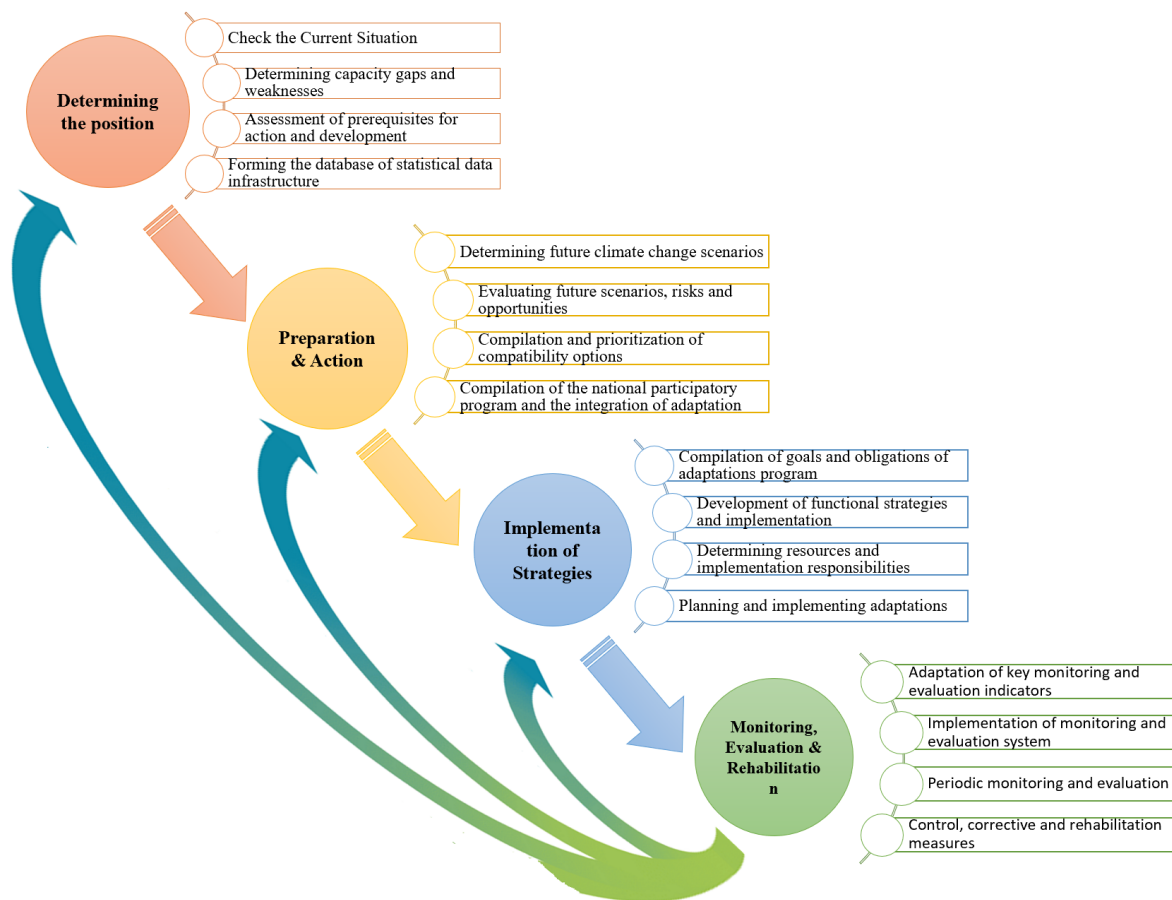 Determining
the position
Check the Current Situation
Determining capacity gaps and
weaknesses
Assessment of prerequisites for
action and development
Forming the database of statistical data
infrastructure
Preparation
& Action
Determining future climate change scenarios
Evaluating future scenarios, risks and
opportunities
Compilation and prioritization of
compatibility options
Compilation of the national participatory
program and the integration of adaptation
Implementa
tion of
Strategies
Compilation of goals and obligations of
adaptations program
Development of functional strategies
and implementation
Determining resources and
implementation responsibilities
Planning and implementing adaptations
Monitoring,
Evaluation &
Rehabilitatio
n
Adaptation of key monitoring and
evaluation indicators
Implementation of monitoring and
evaluation system
Periodic monitoring and evaluation
Control, corrective and rehabilitation
measures